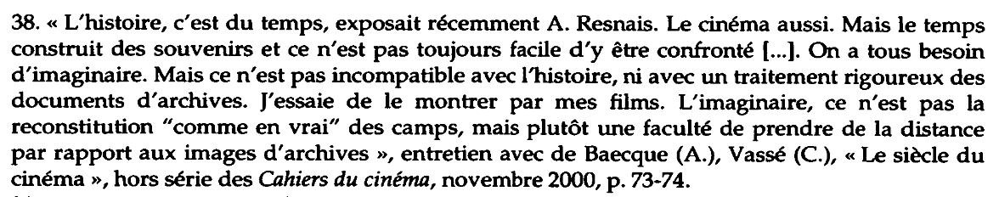 38. « L'histoire, c'est du temps, exposait récemment A. Resnais. Le cinéma aussi. Mais le temps
construit des souvenirs et ce n'est pas toujours facile d'y être confronté [...]. On a tous besoin
d'imaginaire. Mais ce n'est pas incompatible avec l'histoire, ni avec un traitement rigoureux des
documents d'archives. J'essaie de le montrer par mes films. L'imaginaire, ce n'est pas la
reconstitution "comme en vrai" des camps, mais plutôt une faculté de prendre de la distance
par rapport aux images d'archives », entretien avec de Baecque (A.), Vassé (C.), « Le siècle du
cinéma », hors série des Cahiers du cinéma, novembre 2000, p. 73-74.